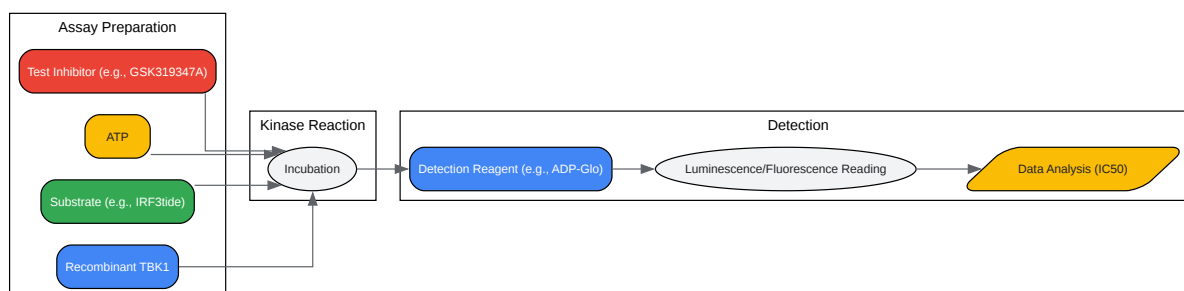 Assay Preparation
Test Inhibitor (e.g., GSK319347A)
ATP
Substrate (e.g., IRF3tide)
Recombinant TBK1
Kinase Reaction
Incubation
Detection
Detection Reagent (e.g., ADP-Glo)
Luminescence/Fluorescence Reading
Data Analysis (IC50)